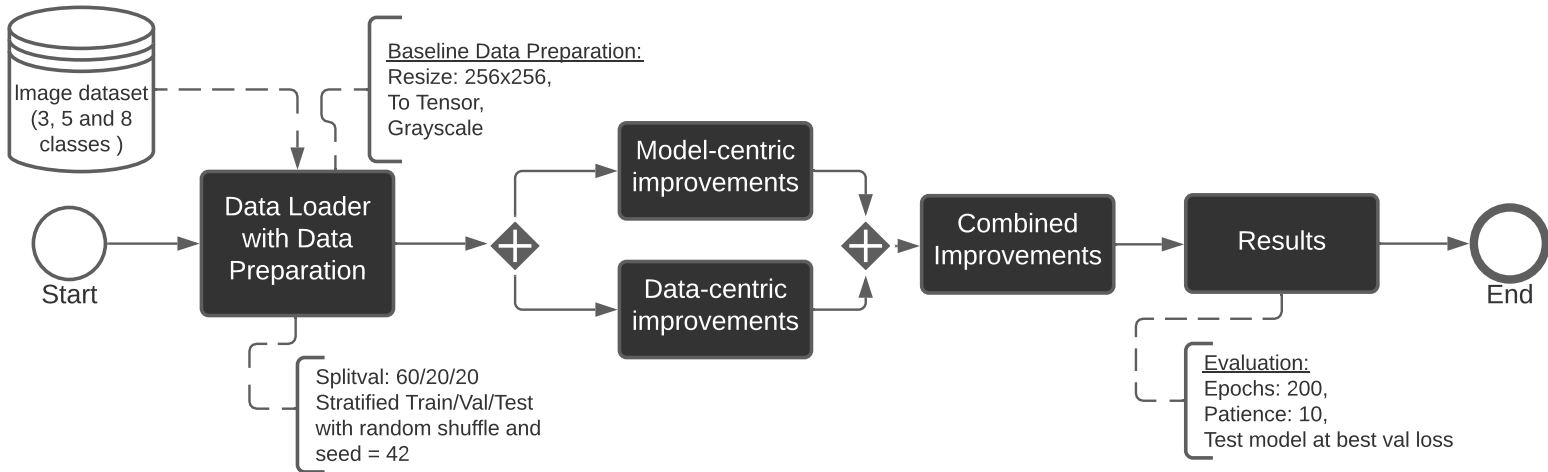 Image dataset
(3, 5 and 8
classes )
Baseline Data Preparation:
Resize: 256x256,
To Tensor,
Grayscale
Start
Data Loader
with Data
Preparation
Splitval: 60/20/20
Stratified Train/Val/Test
with random shuffle and
seed = 42
Model-centric
improvements
Data-centric
improvements
Combined
Improvements
Results
Evaluation:
Epochs: 200,
Patience: 10,
Test model at best val loss
End